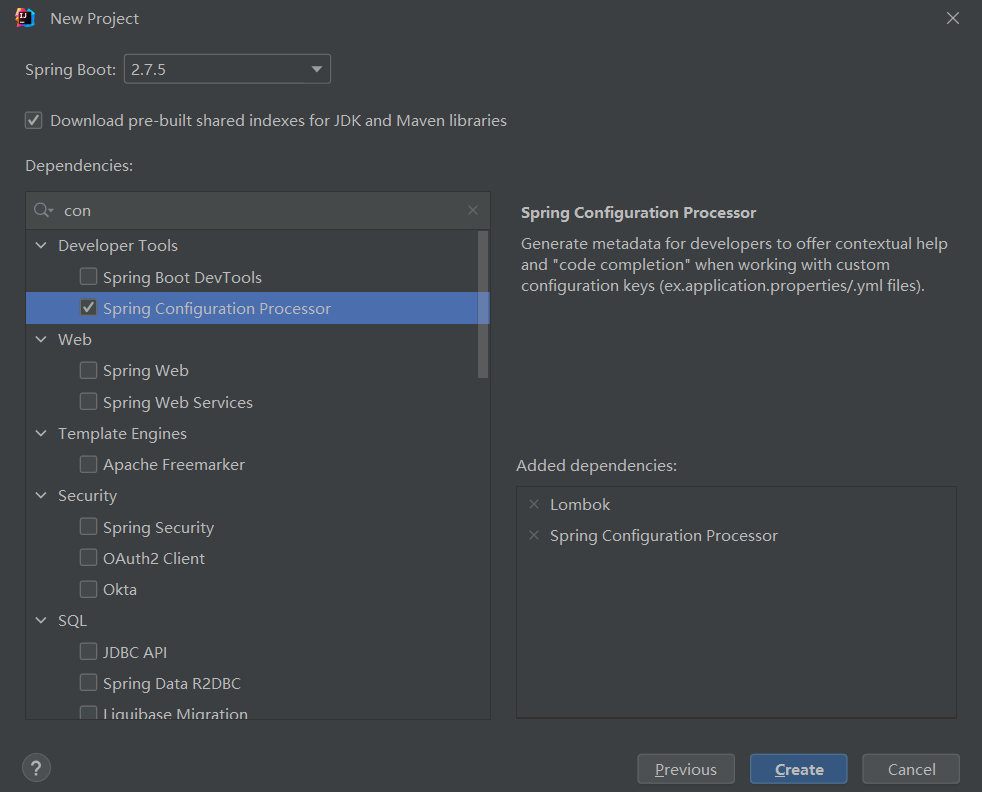 New Project
Spring Boot: 2.7.5
Download pre-built shared indexes for JDK and Maven libraries
Dependencies:
con
Developer Tools
Spring Boot DevTools
Spring Configuration Processor
Web
Spring Web
Spring Web Services
Template Engines
Apache Freemarker
Security
Spring Security
OAuth2 Client
Okta
SQL
JDBC API
Spring Data R2DBC
Liquibase Migration
Spring Configuration Processor
Generate metadata for developers to offer contextual help
and "code completion" when working with custom
configuration keys (ex.application.properties/.yml files).
Added dependencies:
Lombok
Spring Configuration Processor
?
Previous
Create
Cancel